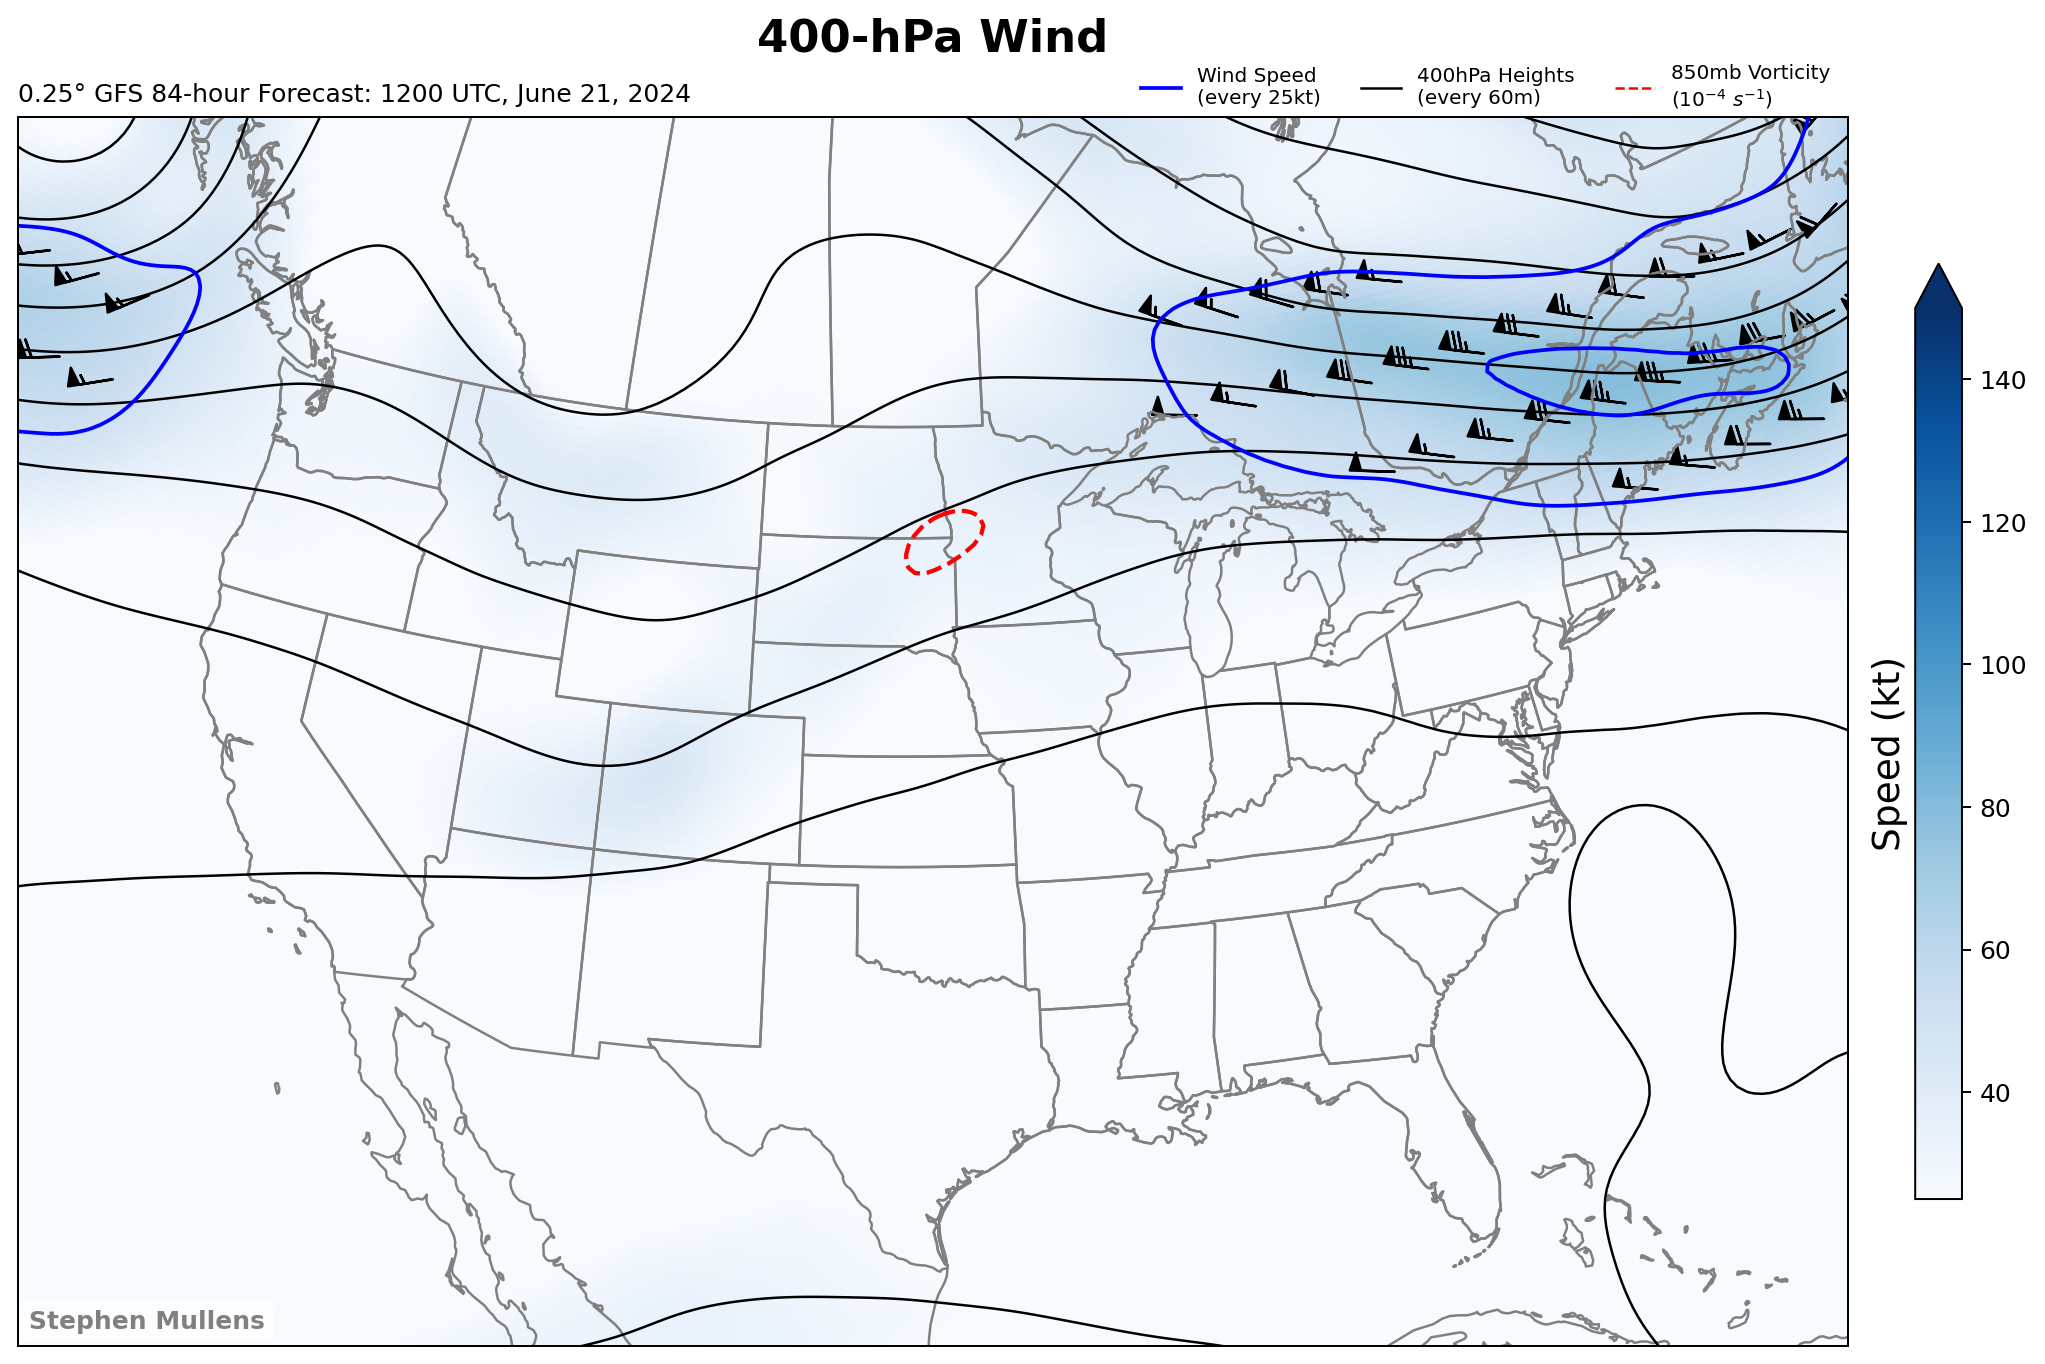 400-hPa Wind
0.25° GFS 84-hour Forecast: 1200 UTC, June 21, 2024
Wind Speed
(every 25kt)
400hPa Heights
(every 60m)
850mb Vorticity
(10⁻⁴ s⁻¹)
140
120
100
80
60
40
Speed (kt)
Stephen Mullens